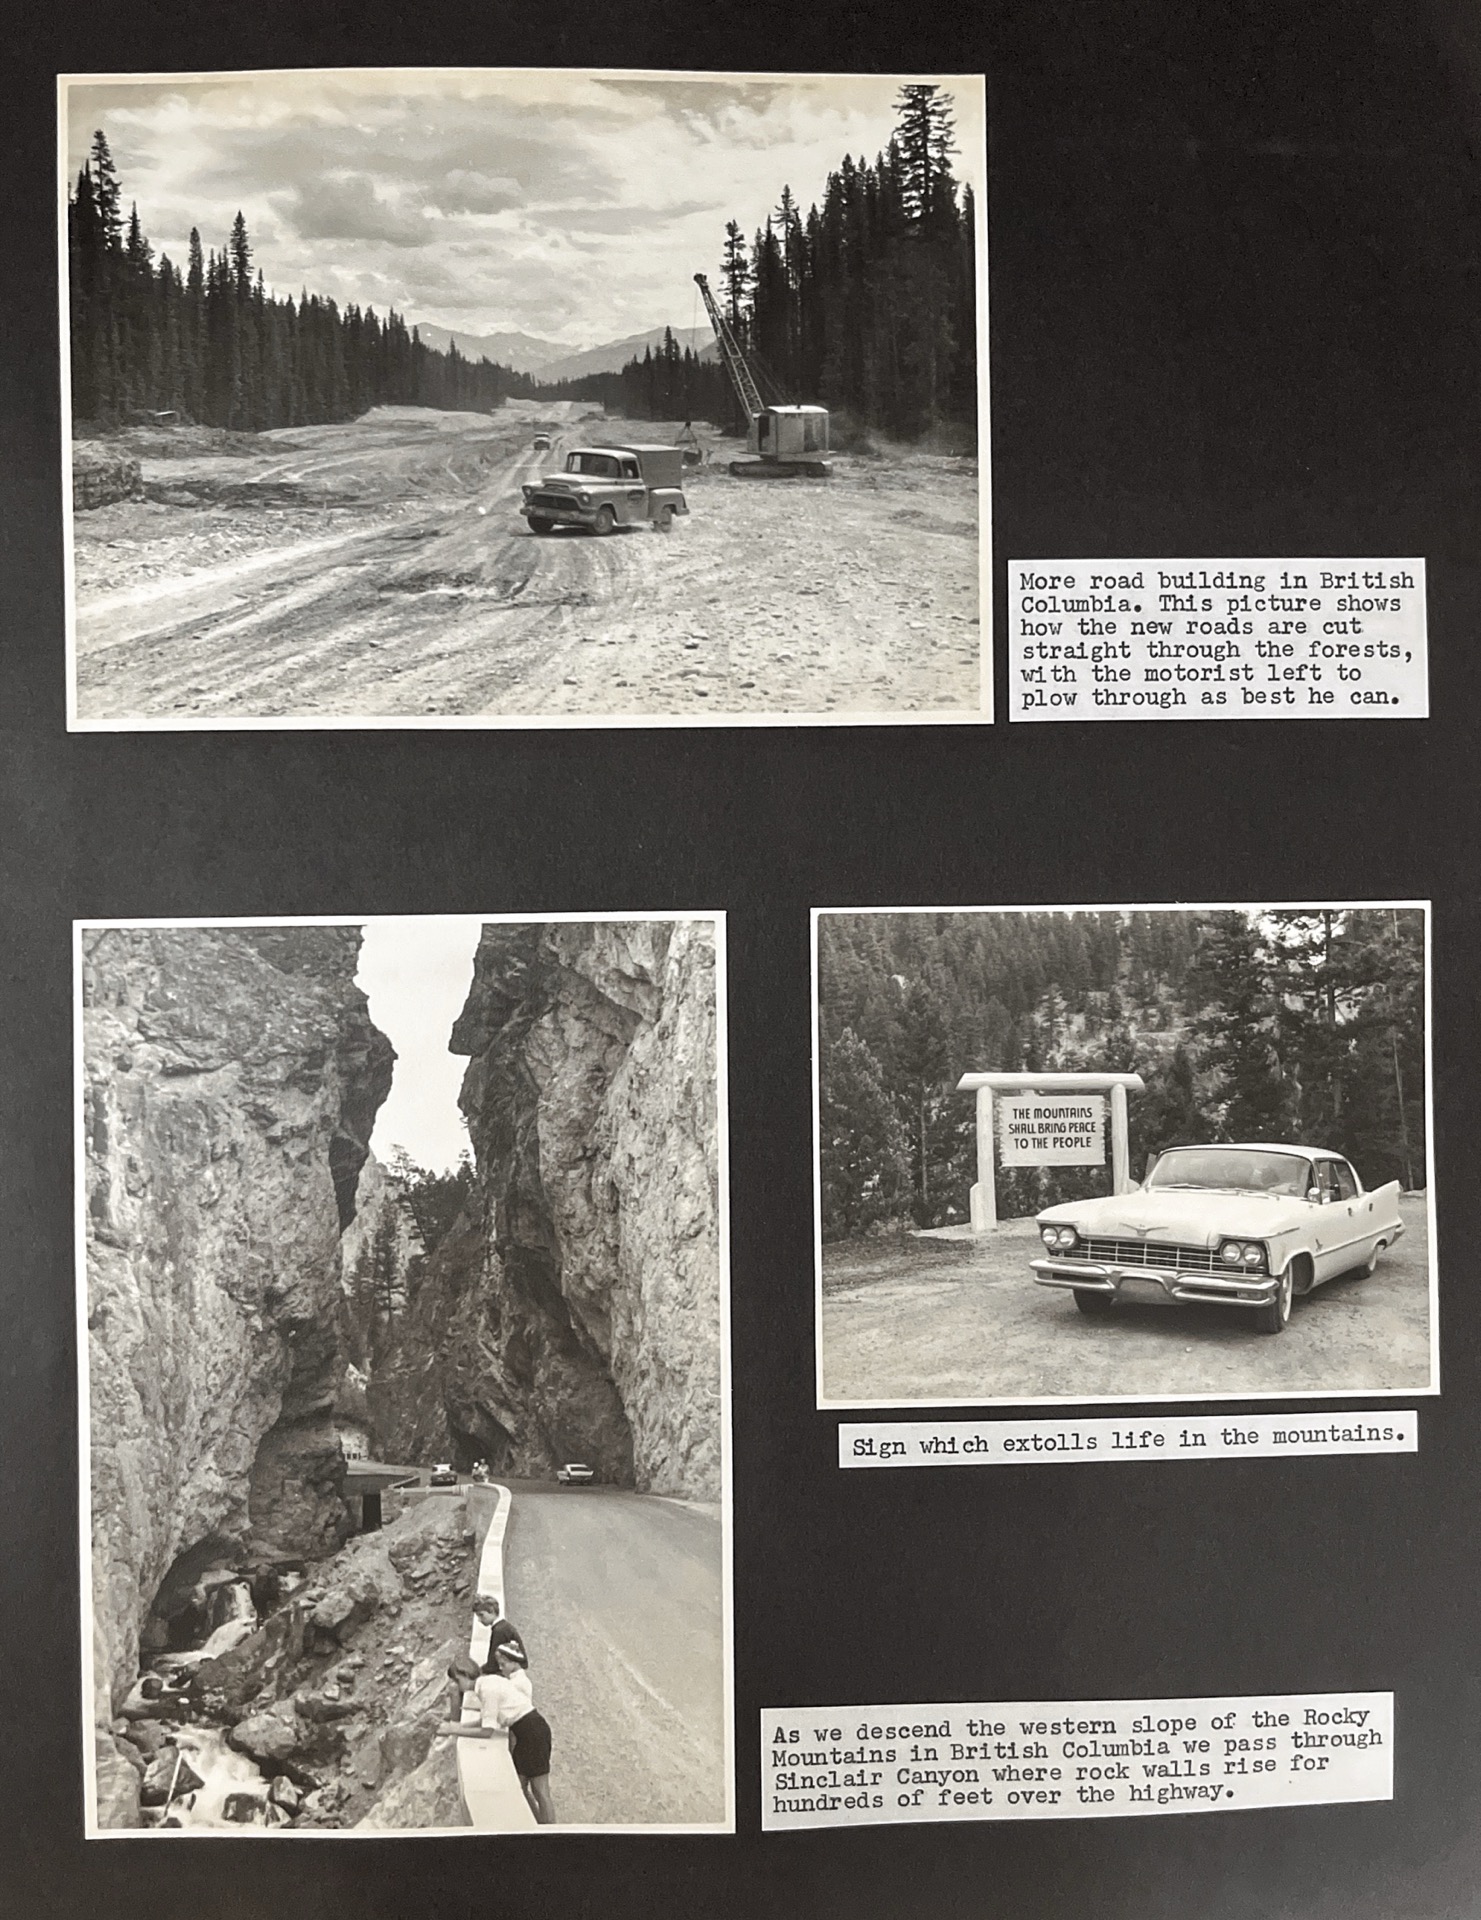 More road building in British
Columbia. This picture shows
how the new roads are cut
straight through the forests,
with the motorist left to
plow through as best he can.
THE MOUNTAINS
SHALL BRING PEACE
TO THE PEOPLE
Sign which extolls life in the mountains.
As we descend the western slope of the Rocky
Mountains in British Columbia we pass through
Sinclair Canyon where rock walls rise for
hundreds of feet over the highway.